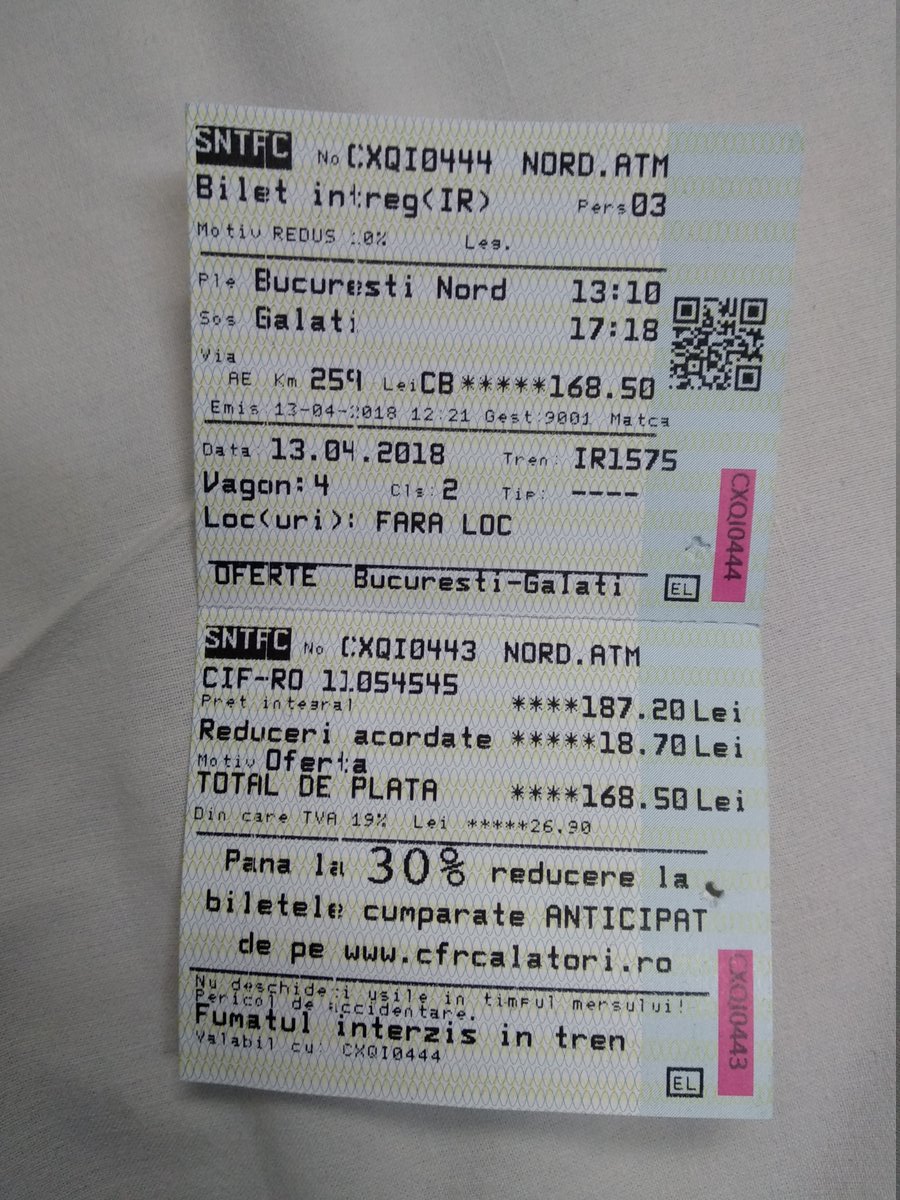 SNTFC No CXQI0444 NORD.ATM
Bilet intreg(IR) Pers 03
Motiv REDUS 10% Leg.
Ple Bucuresti Nord 13:10
Sos Galati 17:18
Via
AE Km 259 Lei CB *****168.50
Emis 13-04-2018 12:21 Gest:9001 Matca
Data 13.04.2018 Tren: IR1575
Vagon: 4 Cls: 2 Tip: ----
Loc(uri): FARA LOC
CXQI0444
OFERTE Bucuresti-Galati
EL
SNTFC No CXQI0443 NORD.ATM
CIF-RO 11054545
Pret integral ****187.20 Lei
Reduceri acordate *****18.70 Lei
Motiv Oferta
TOTAL DE PLATA ****168.50 Lei
Din care TVA 19% Lei *****26.90
Pana la 30% reducere la
biletele cumparate ANTICIPAT
de pe www.cfrcalatori.ro
Nu deschideti usile in timpul mersului!
Pericol de accidentare.
Fumatul interzis in tren
Valabil cu: CXQI0444
CXQI0443
EL